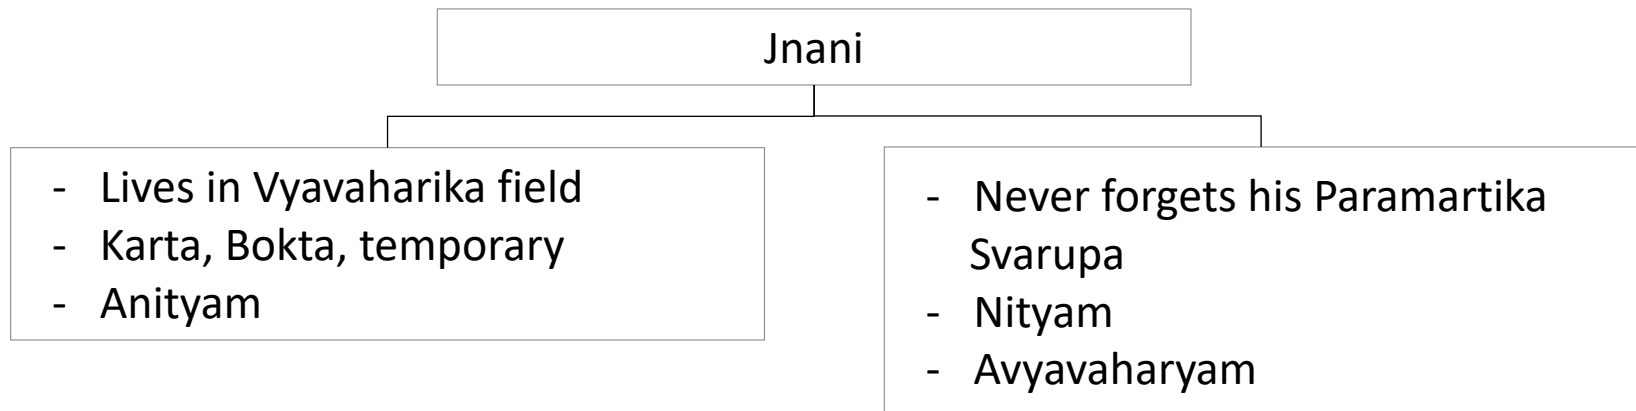 Jnani
- Lives in Vyavaharika field
- Karta, Bokta, temporary
- Anityam
- Never forgets his Paramartika
Svarupa
- Nityam
- Avyavaharyam